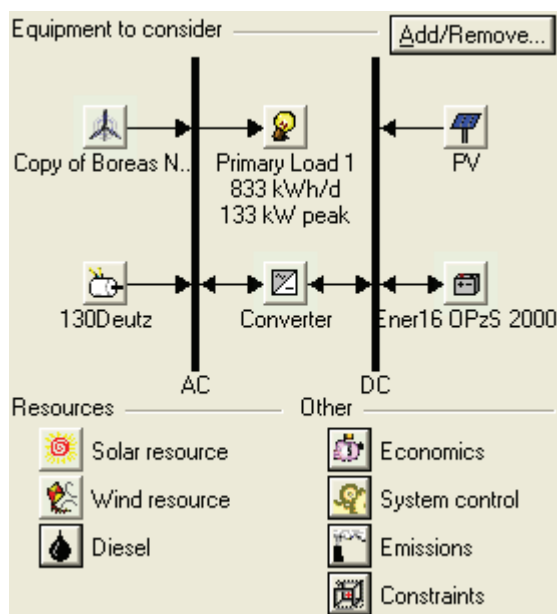 Equipment to consider
Add/Remove...
Copy of Boreas N..
Primary Load 1
833 kWh/d
133 kW peak
PV
130Deutz
Converter
Ener16 OPzS 2000
AC
DC
Resources
Other
Solar resource
Economics
Wind resource
System control
Diesel
Emissions
Constraints